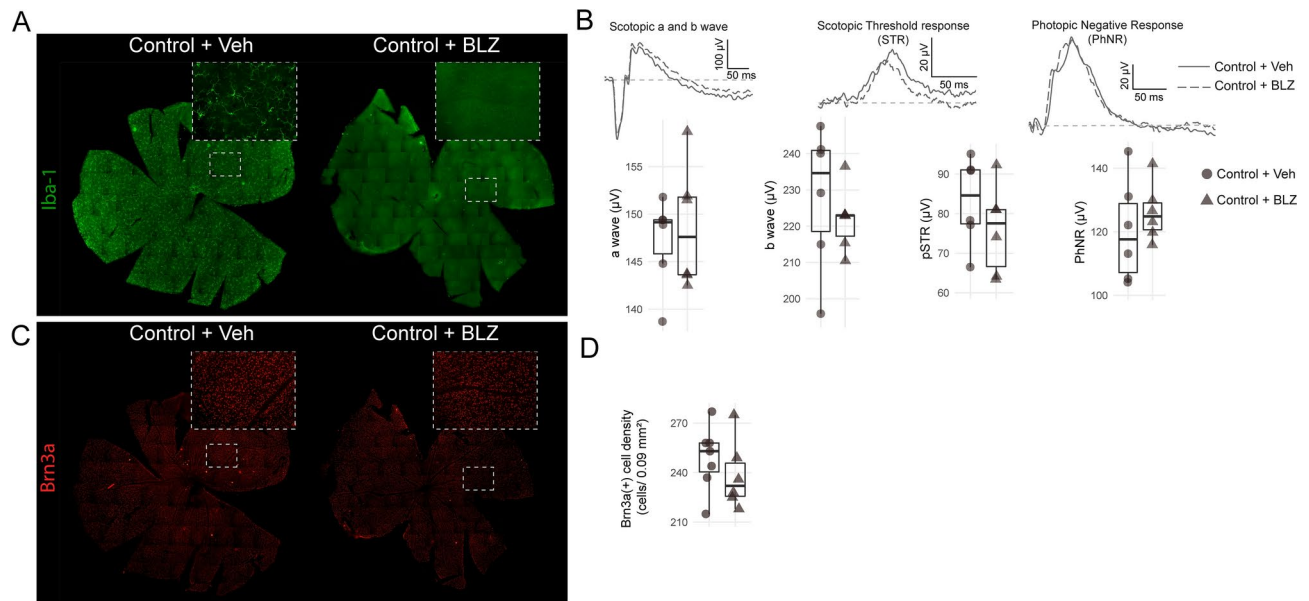 A
Control + Veh
Control + BLZ
Iba-1
B
Scotopic a and b wave
100 µV
50 ms
Scotopic Threshold response
(STR)
20 µV
50 ms
Photopic Negative Response
(PhNR)
20 µV
50 ms
Control + Veh
Control + BLZ
a wave (µV)
155
150
145
140
b wave (µV)
240
230
220
210
200
pSTR (µV)
90
80
70
60
PhNR (µV)
140
120
100
Control + Veh
Control + BLZ
C
Control + Veh
Control + BLZ
Brn3a
D
Brn3a(+) cell density
(cells/ 0.09 mm²)
270
240
210